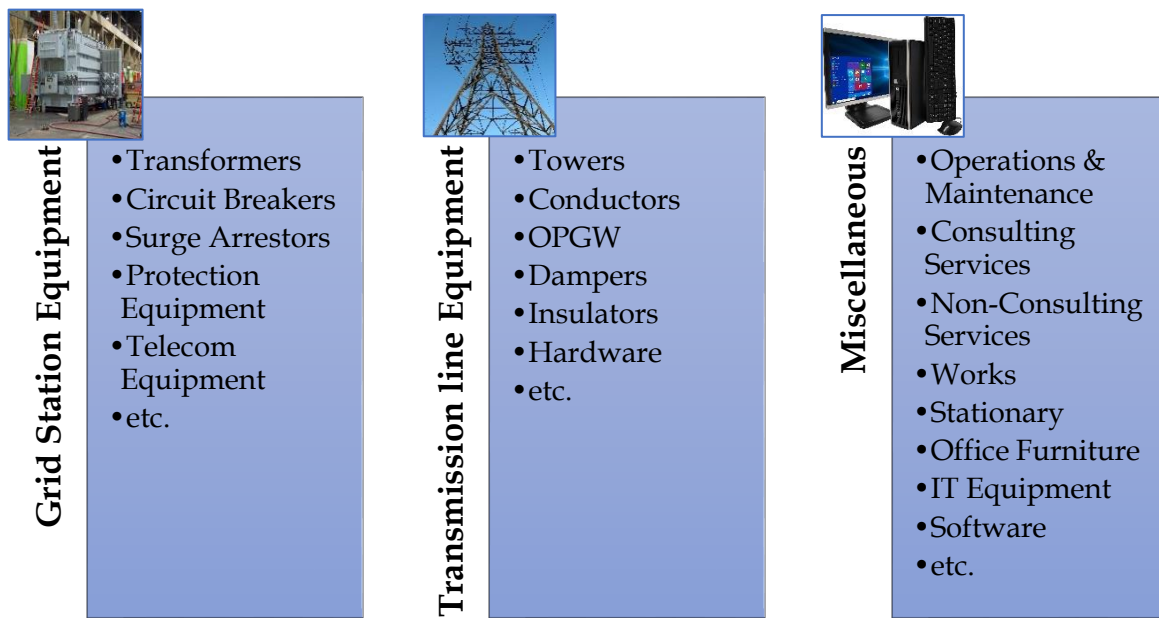 Grid Station Equipment
•Transformers
•Circuit Breakers
•Surge Arrestors
•Protection
Equipment
•Telecom
Equipment
•etc.
Transmission line Equipment
•Towers
•Conductors
•OPGW
•Dampers
•Insulators
•Hardware
•etc.
Miscellaneous
•Operations &
Maintenance
•Consulting
Services
•Non-Consulting
Services
•Works
•Stationary
•Office Furniture
•IT Equipment
•Software
•etc.